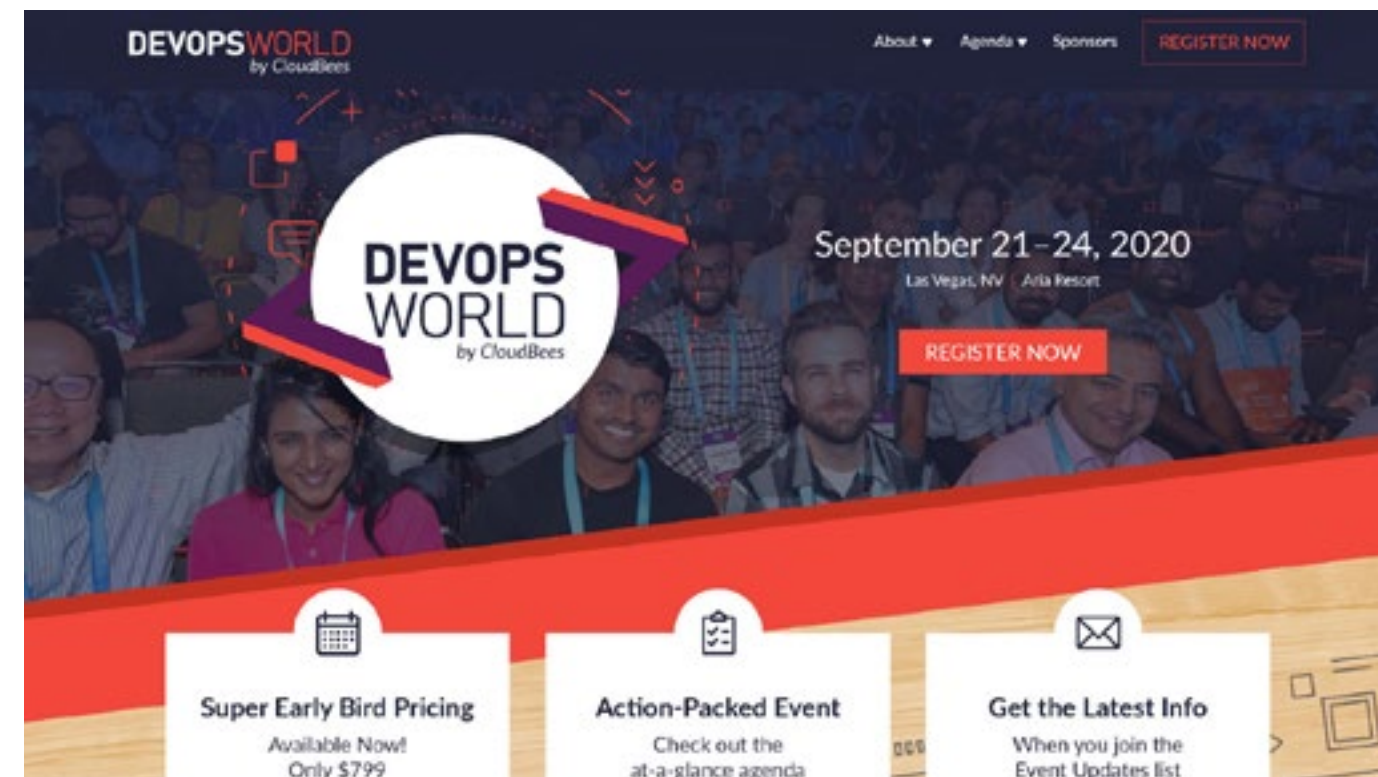 DEVOPSWORLD
by CloudBees
About ▾ Agenda ▾ Sponsors REGISTER NOW
DEVOPS
WORLD
by CloudBees
September 21–24, 2020
Las Vegas, NV | Aria Resort
REGISTER NOW
Super Early Bird Pricing
Available Now!
Only $799
Action-Packed Event
Check out the
at-a-glance agenda
Get the Latest Info
When you join the
Event Updates list